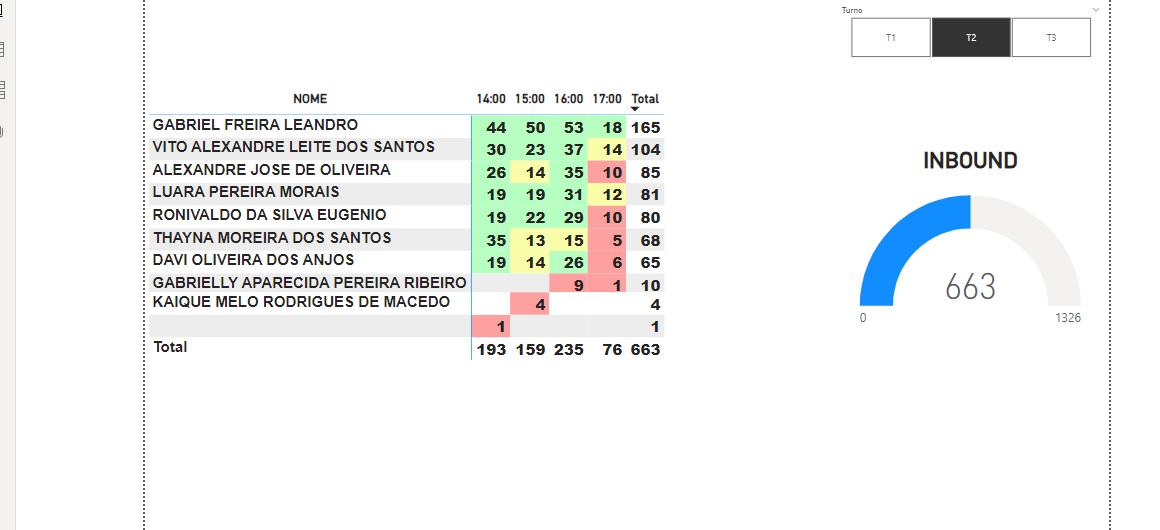 Turno
T1 T2 T3
NOME 14:00 15:00 16:00 17:00 Total
GABRIEL FREIRA LEANDRO 44 50 53 18 165
VITO ALEXANDRE LEITE DOS SANTOS 30 23 37 14 104
ALEXANDRE JOSE DE OLIVEIRA 26 14 35 10 85
LUARA PEREIRA MORAIS 19 19 31 12 81
RONIVALDO DA SILVA EUGENIO 19 22 29 10 80
THAYNA MOREIRA DOS SANTOS 35 13 15 5 68
DAVI OLIVEIRA DOS ANJOS 19 14 26 6 65
GABRIELLY APARECIDA PEREIRA RIBEIRO 9 1 10
KAIQUE MELO RODRIGUES DE MACEDO 4 4
1 1
Total 193 159 235 76 663
INBOUND
663
0 1326